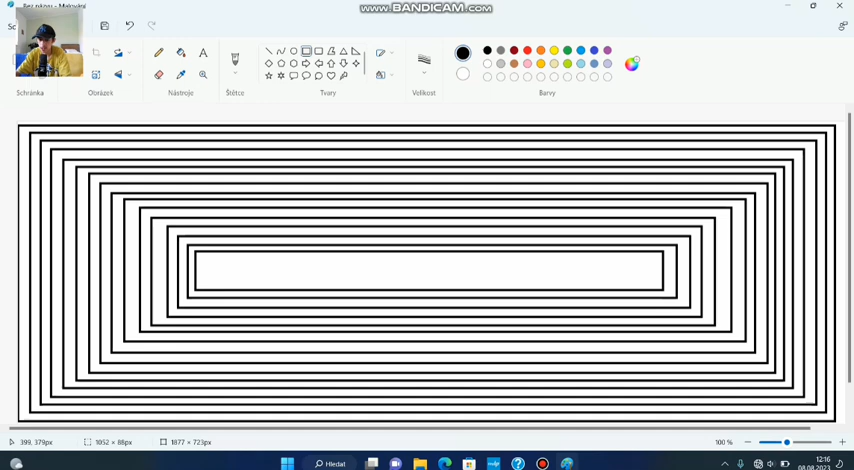 www.BANDICAM.com
Bez názvu – Malování
Schránka
Obrázek
Nástroje
Štětce
Tvary
Velikost
Barvy
399, 379px
1052 × 88px
1877 × 723px
100 %
Hledat
12:16
08.08.2023